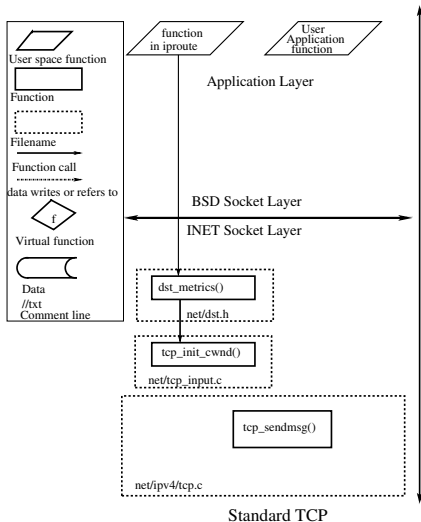 User space function
Function
Filename
Function call
data writes or refers to
f
Virtual function
Data
//txt
Comment line
function
in iproute
User
Application
function
Application Layer
BSD Socket Layer
INET Socket Layer
dst_metrics()
net/dst.h
tcp_init_cwnd()
net/tcp_input.c
tcp_sendmsg()
net/ipv4/tcp.c
Standard TCP